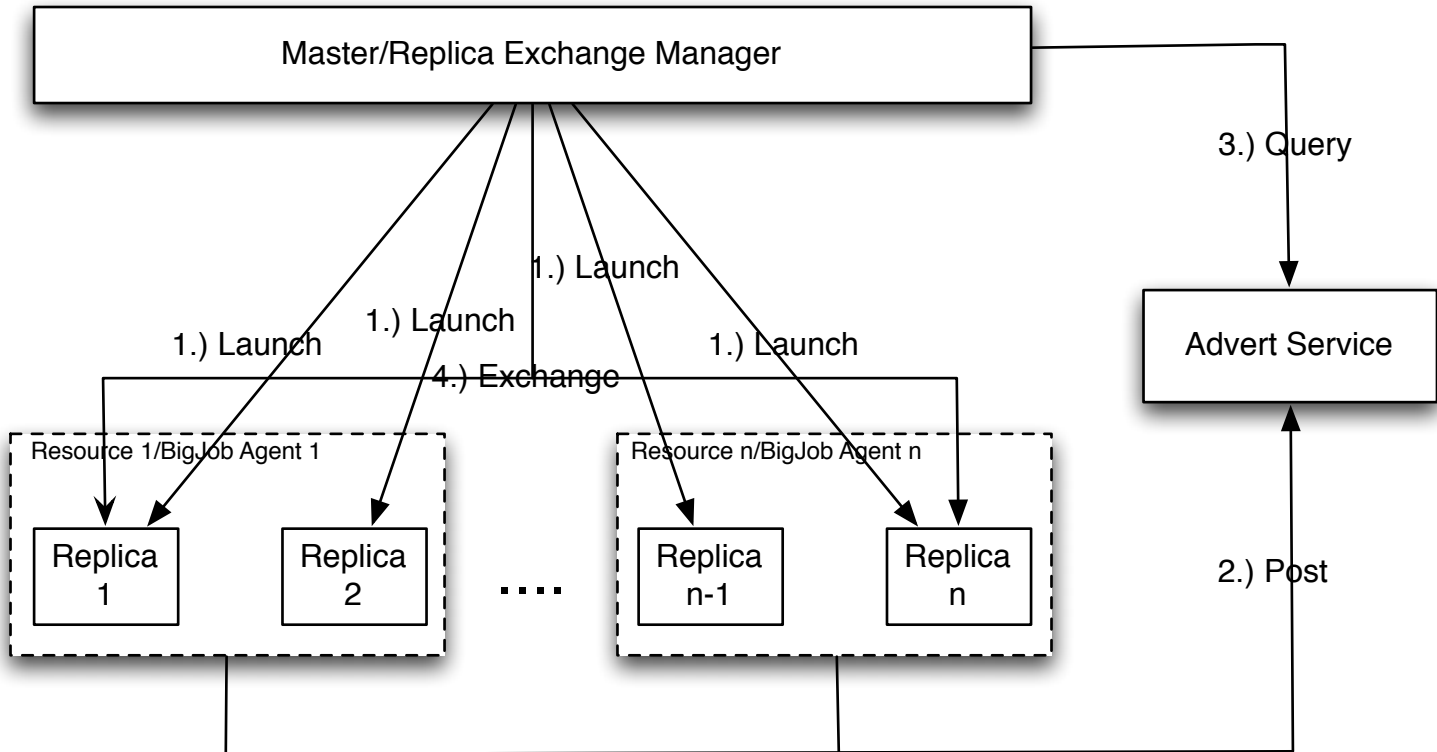 Master/Replica Exchange Manager
3.) Query
1.) Launch
1.) Launch
1.) Launch
1.) Launch
4.) Exchange
Advert Service
Resource 1/BigJob Agent 1
Resource n/BigJob Agent n
Replica
1
Replica
2
....
Replica
n-1
Replica
n
2.) Post